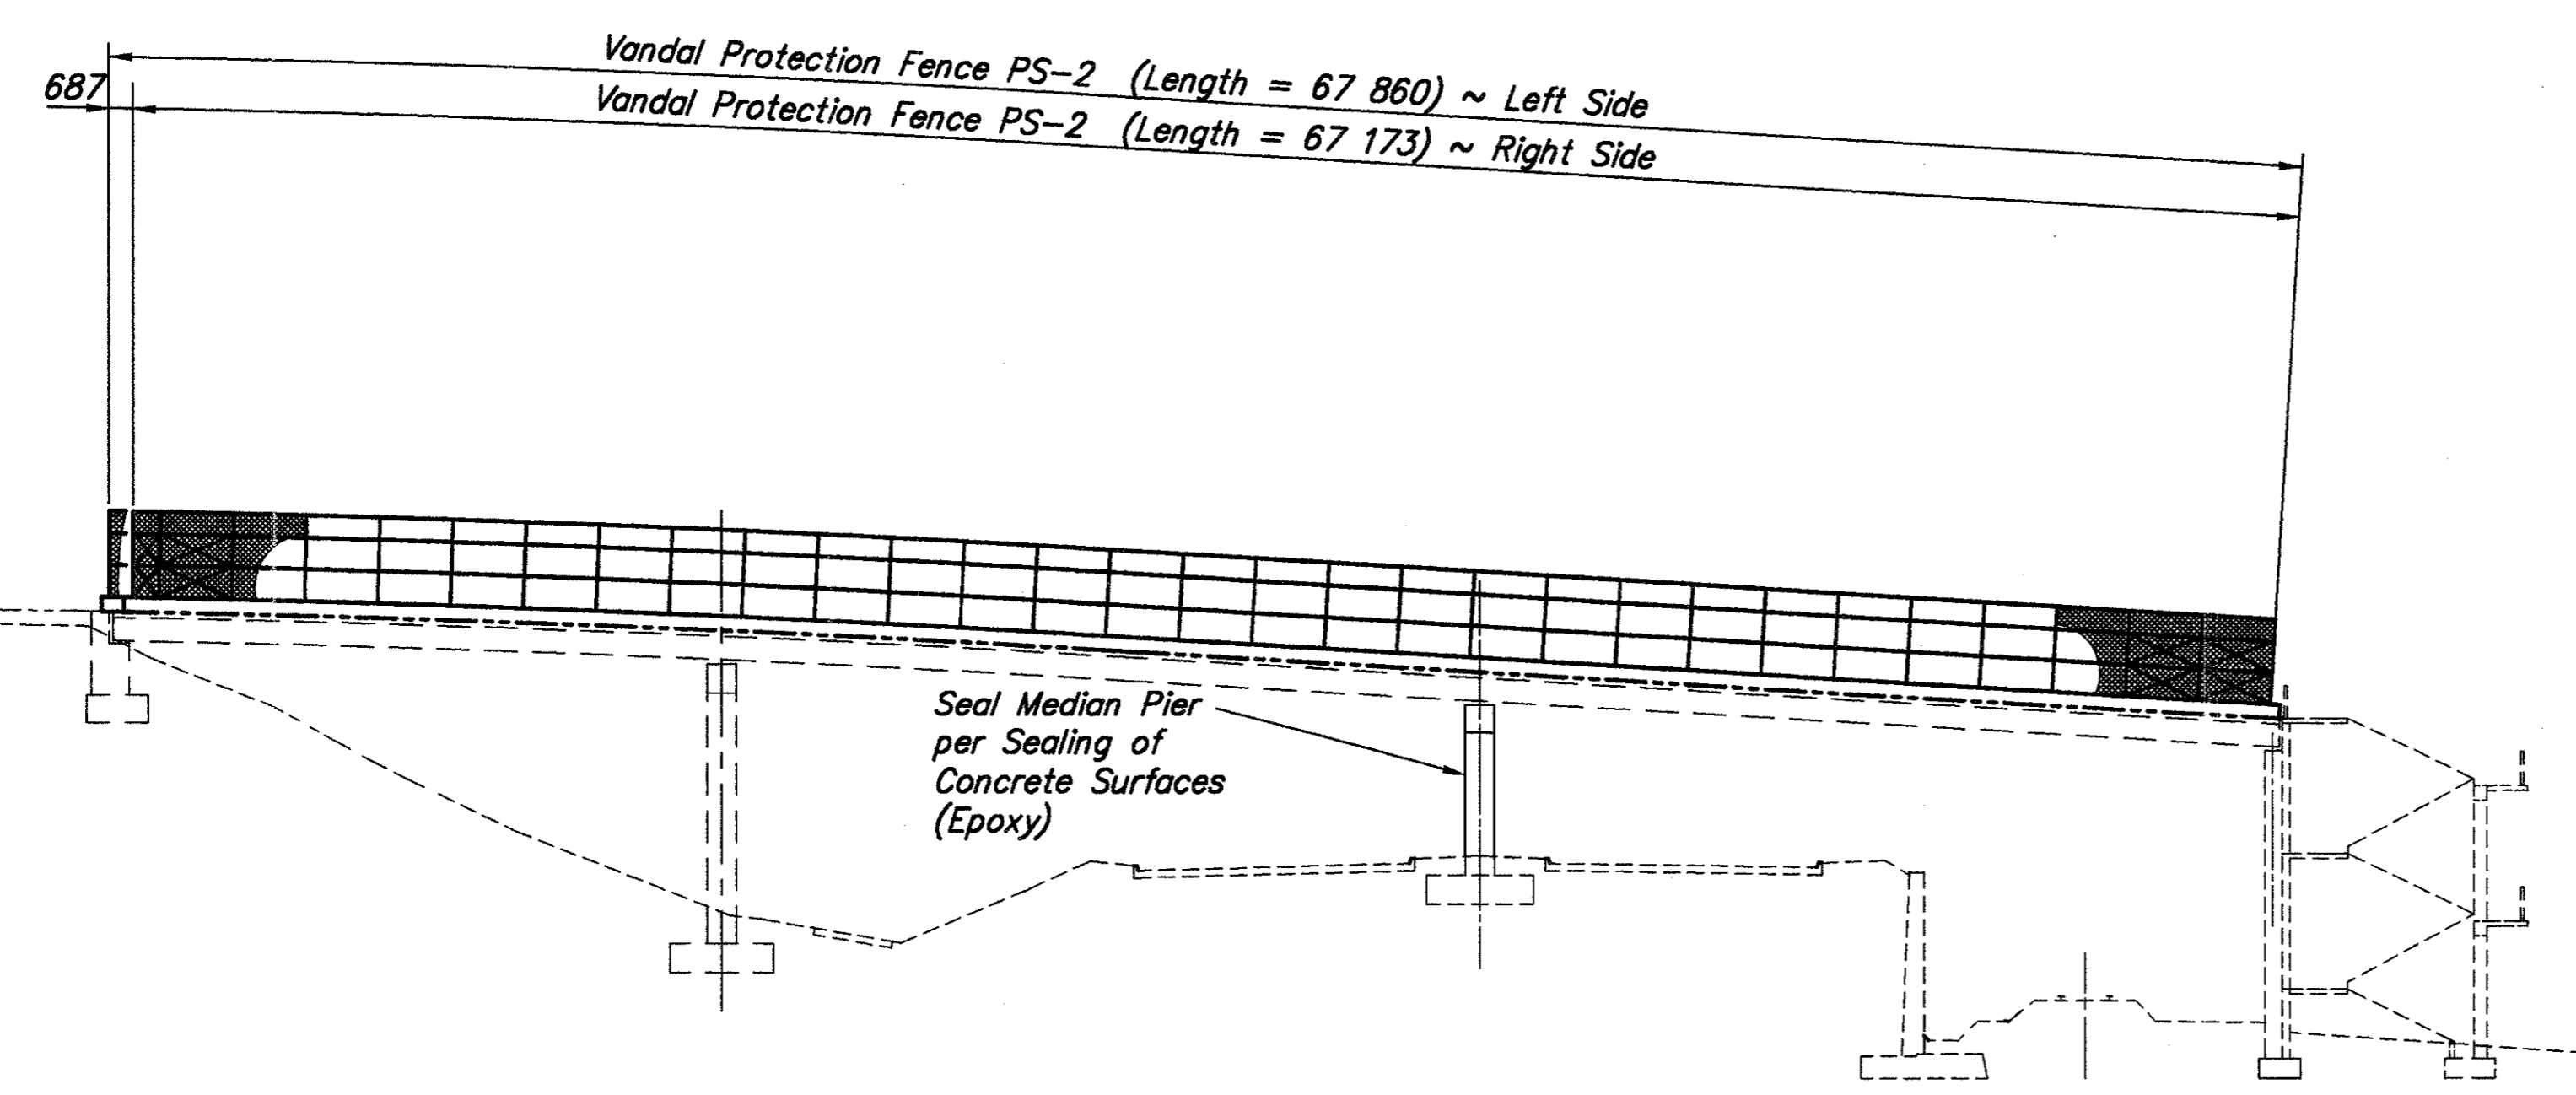 Vandal Protection Fence PS-2 (Length = 67 860) ~ Left Side
687
Vandal Protection Fence PS-2 (Length = 67 173) ~ Right Side
Seal Median Pier
per Sealing of
Concrete Surfaces
(Epoxy)